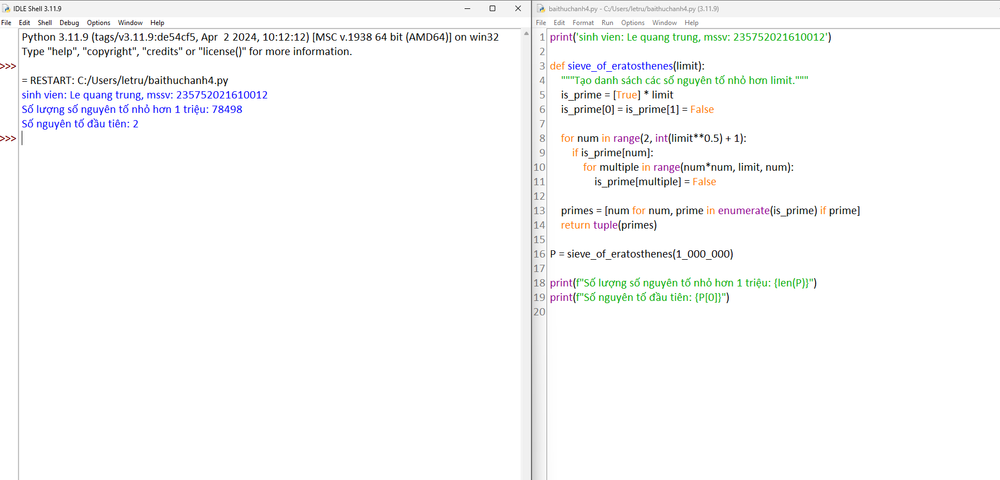 IDLE Shell 3.11.9
File Edit Shell Debug Options Window Help
Python 3.11.9 (tags/v3.11.9:de54cf5, Apr  2 2024, 10:12:12) [MSC v.1938 64 bit (AMD64)] on win32
Type "help", "copyright", "credits" or "license()" for more information.
>>>
= RESTART: C:/Users/letru/baithuchanh4.py
sinh vien: Le quang trung, mssv: 235752021610012
Số lượng số nguyên tố nhỏ hơn 1 triệu: 78498
Số nguyên tố đầu tiên: 2
>>>
baithuchanh4.py - C:/Users/letru/baithuchanh4.py (3.11.9)
File Edit Format Run Options Window Help
1 print('sinh vien: Le quang trung, mssv: 235752021610012')
2
3 def sieve_of_eratosthenes(limit):
4     """Tạo danh sách các số nguyên tố nhỏ hơn limit."""
5     is_prime = [True] * limit
6     is_prime[0] = is_prime[1] = False
7
8     for num in range(2, int(limit**0.5) + 1):
9         if is_prime[num]:
10             for multiple in range(num*num, limit, num):
11                 is_prime[multiple] = False
12
13     primes = [num for num, prime in enumerate(is_prime) if prime]
14     return tuple(primes)
15
16 P = sieve_of_eratosthenes(1_000_000)
17
18 print(f"Số lượng số nguyên tố nhỏ hơn 1 triệu: {len(P)}")
19 print(f"Số nguyên tố đầu tiên: {P[0]}")
20